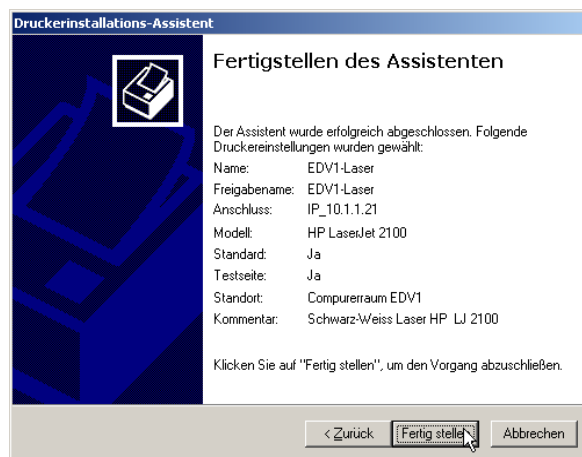 Druckerinstallations-Assistent
Fertigstellen des Assistenten
Der Assistent wurde erfolgreich abgeschlossen. Folgende
Druckereinstellungen wurden gewählt:
Name: EDV1-Laser
Freigabename: EDV1-Laser
Anschluss: IP_10.1.1.21
Modell: HP LaserJet 2100
Standard: Ja
Testseite: Ja
Standort: Compurerraum EDV1
Kommentar: Schwarz-Weiss Laser HP LJ 2100
Klicken Sie auf "Fertig stellen", um den Vorgang abzuschließen.
< Zurück Fertig stellen Abbrechen